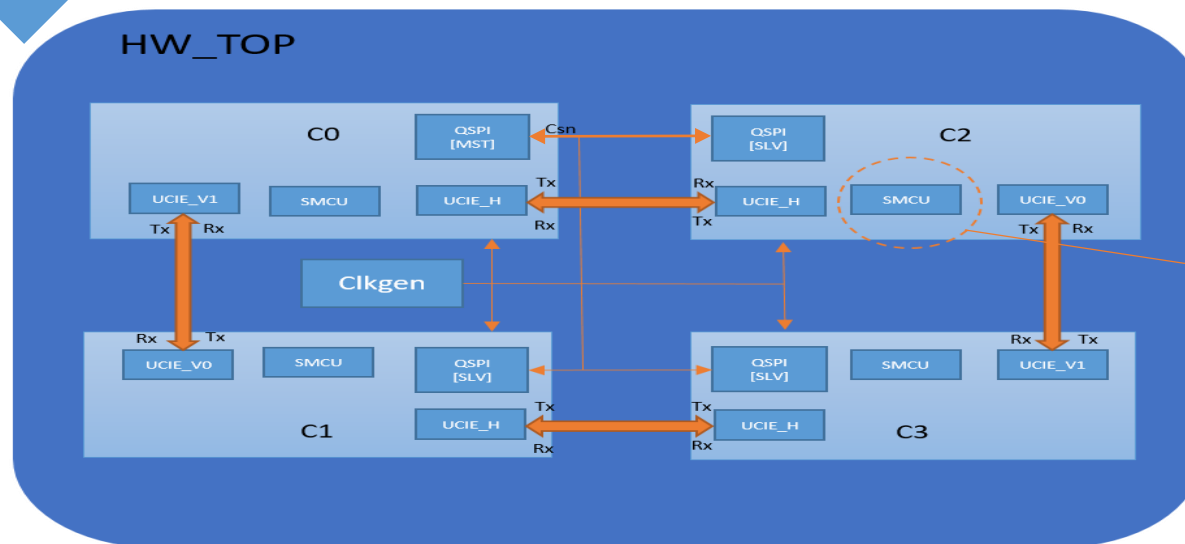 HW_TOP
C0
QSPI
[MST]
Csn
QSPI
[SLV]
C2
UCIE_V1
SMCU
UCIE_H
Tx
Rx
Rx
Tx
UCIE_H
SMCU
UCIE_V0
Tx
Rx
Tx
Rx
Clkgen
Rx
Tx
Rx
Tx
UCIE_V0
SMCU
QSPI
[SLV]
QSPI
[SLV]
SMCU
UCIE_V1
C1
UCIE_H
Tx
Rx
Tx
Rx
UCIE_H
C3